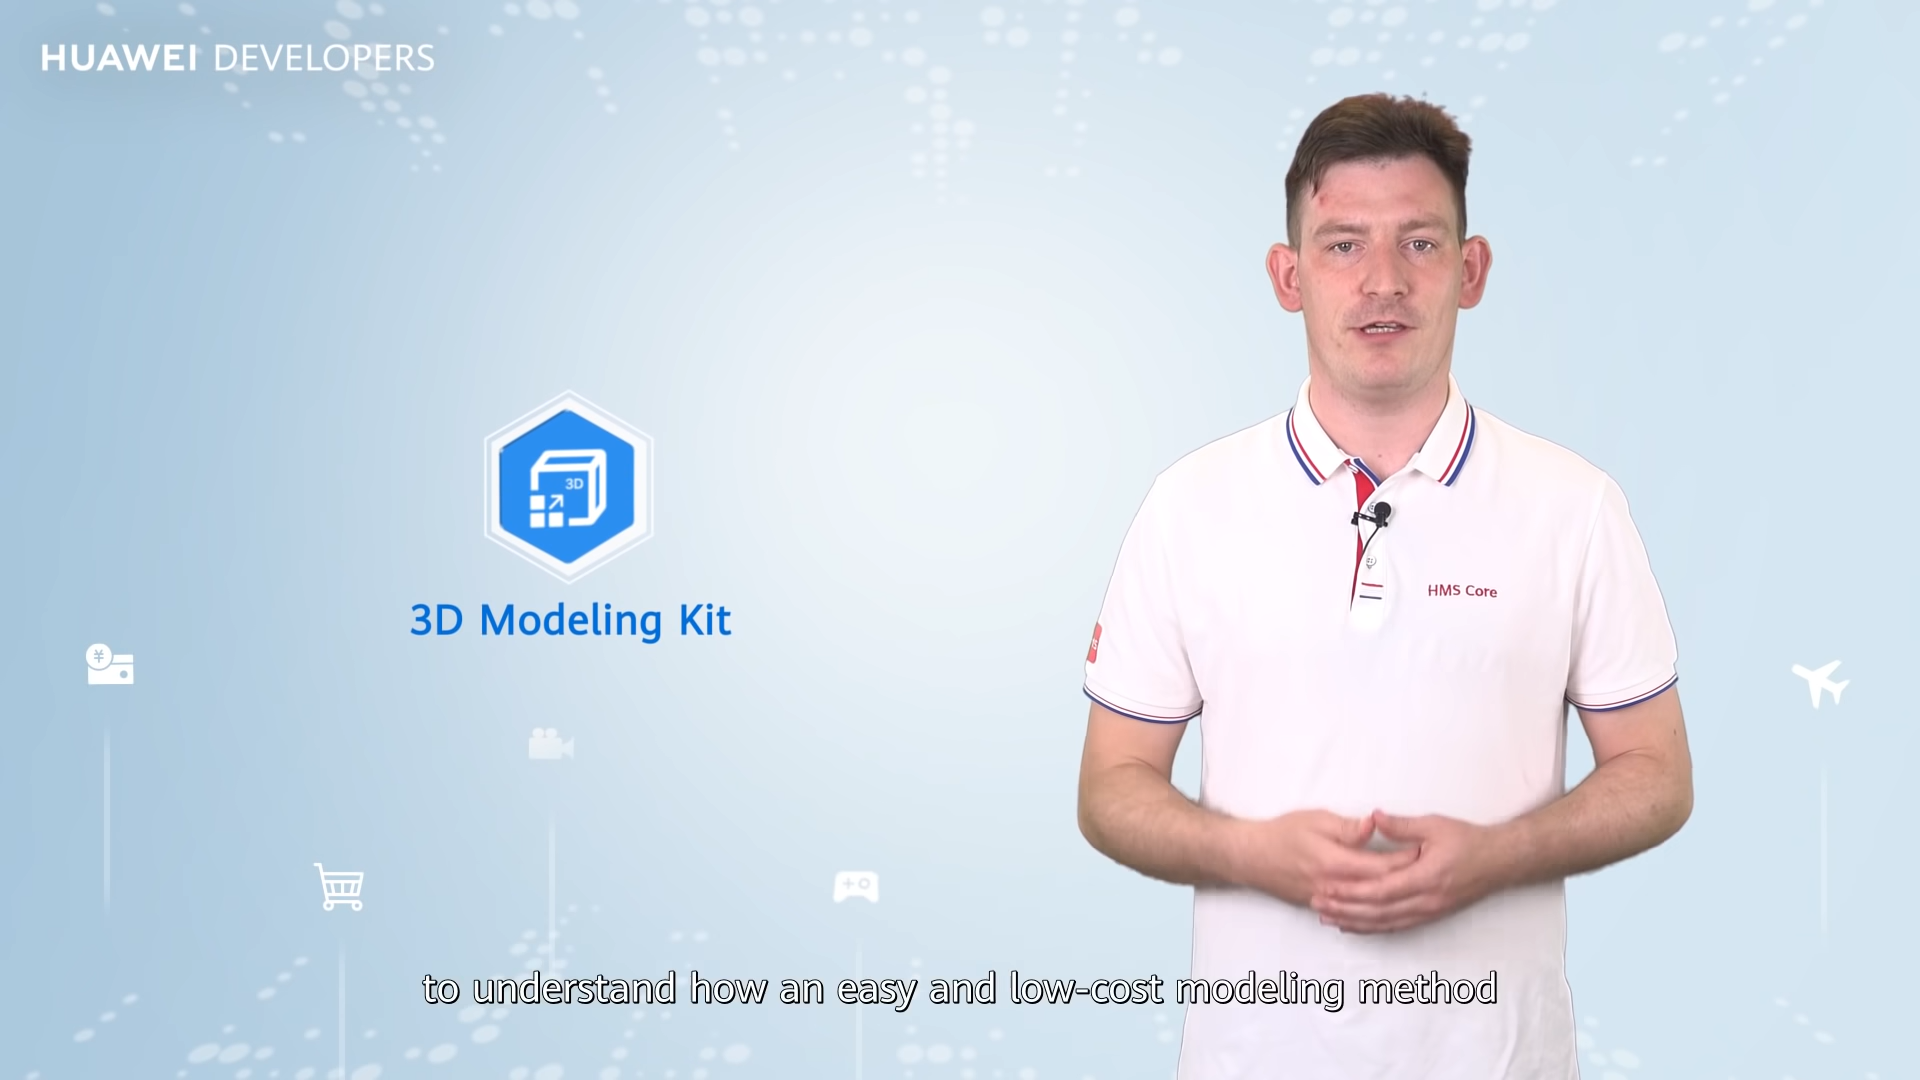 HUAWEI DEVELOPERS
3D
3D Modeling Kit
HMS Core
¥
to understand how an easy and low-cost modeling method